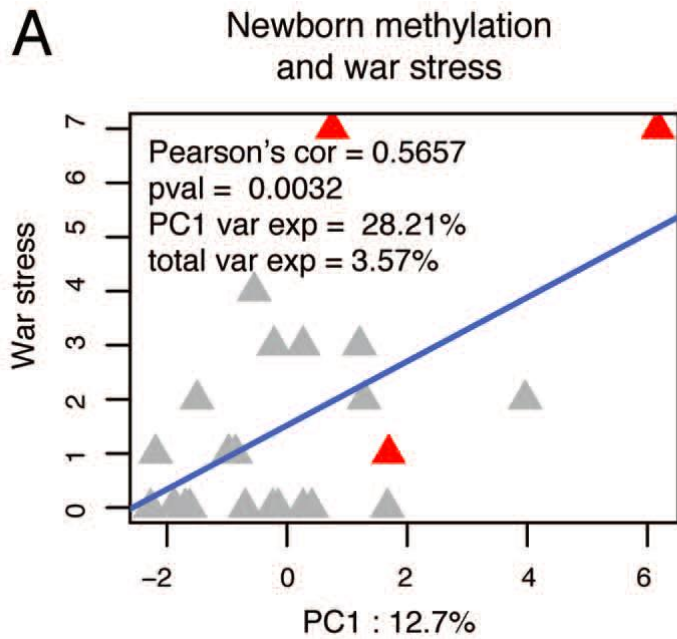 A
Newborn methylation
and war stress
Pearson's cor = 0.5657
pval = 0.0032
PC1 var exp = 28.21%
total var exp = 3.57%
War stress
7
6
5
4
3
2
1
0
−2
0
2
4
6
PC1 : 12.7%